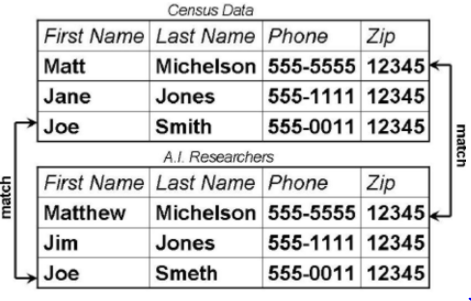 Census Data
First Name Last Name Phone Zip
Matt Michelson 555-5555 12345
Jane Jones 555-1111 12345
Joe Smith 555-0011 12345
match
A.I. Researchers
First Name Last Name Phone Zip
Matthew Michelson 555-5555 12345
Jim Jones 555-1111 12345
Joe Smeth 555-0011 12345
match